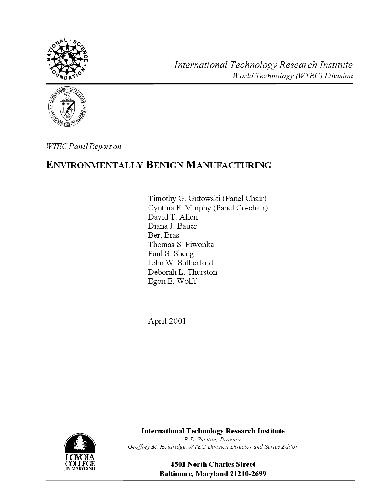 NATIONAL SCIENCE FOUNDATION
International Technology Research Institute
World Technology (WTEC) Division
WTEC Panel Report on
ENVIRONMENTALLY BENIGN MANUFACTURING
Timothy G. Gutowski (Panel Chair)
Cynthia F. Murphy (Panel Co-chair)
David T. Allen
Diana J. Bauer
Bert Bras
Thomas S. Piwonka
Paul S. Sheng
John W. Sutherland
Deborah L. Thurston
Egon E. Wolff
April 2001
International Technology Research Institute
Director
WTEC Division Director and Series Editor
LOYOLA
COLLEGE
IN MARYLAND
4501 North Charles Street
Baltimore, Maryland 21210-2699